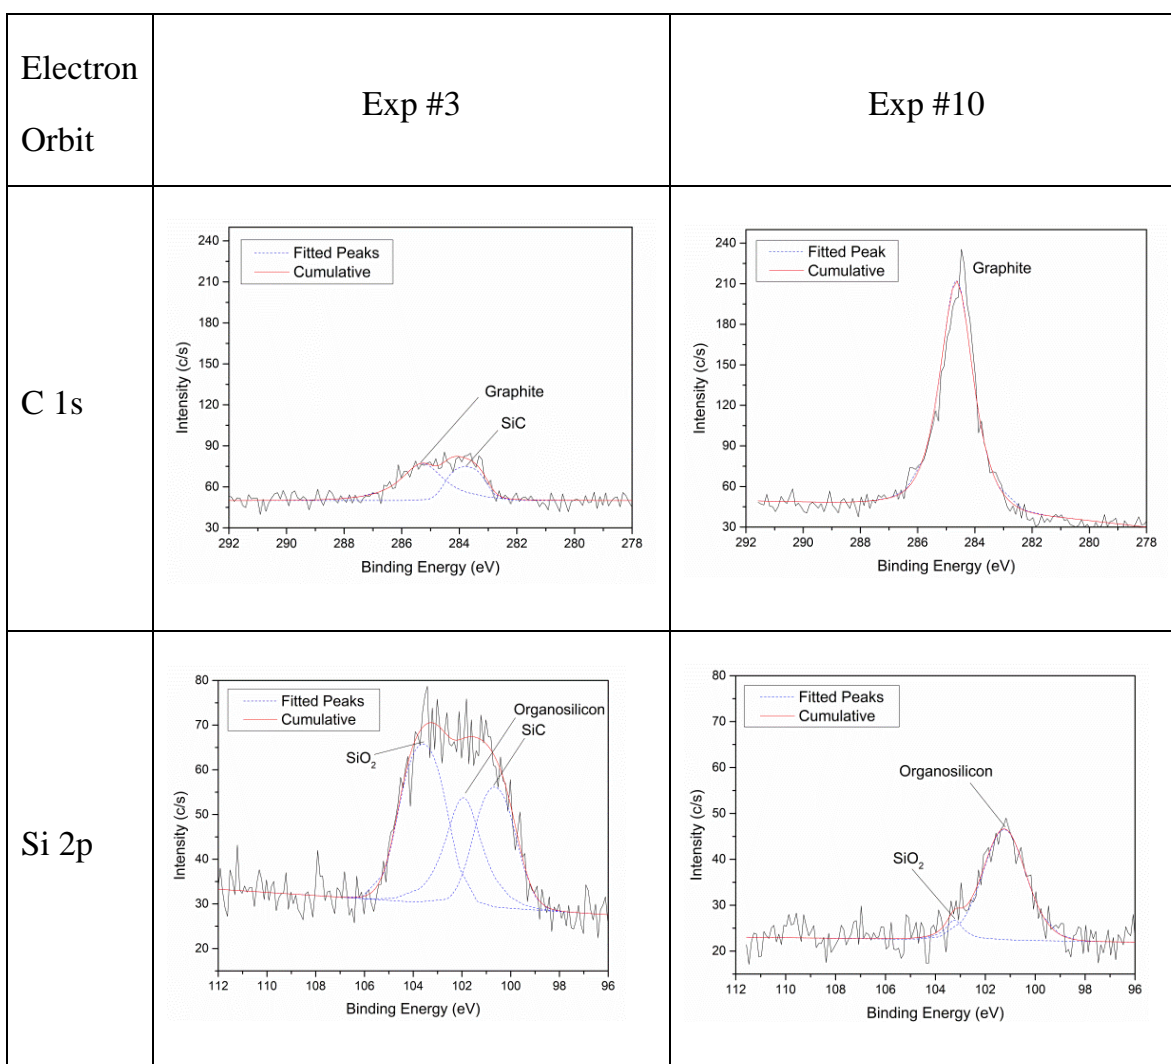 Electron
Orbit
Exp #3
Exp #10
C 1s
Fitted Peaks
Cumulative
Graphite
SiC
240
210
180
150
120
90
60
30
292 290 288 286 284 282 280 278
Intensity (c/s)
Binding Energy (eV)
Fitted Peak
Cumulative
Graphite
240
210
180
150
120
90
60
30
292 290 288 286 284 282 280 278
Intensity (c/s)
Binding Energy (eV)
Si 2p
Fitted Peaks
Cumulative
Organosilicon
SiC
SiO2
80
70
60
50
40
30
20
112 110 108 106 104 102 100 98 96
Intensity (c/s)
Binding Energy (eV)
Fitted Peaks
Cumulative
Organosilicon
SiO2
80
70
60
50
40
30
20
112 110 108 106 104 102 100 98 96
Intensity (c/s)
Binding Energy (eV)